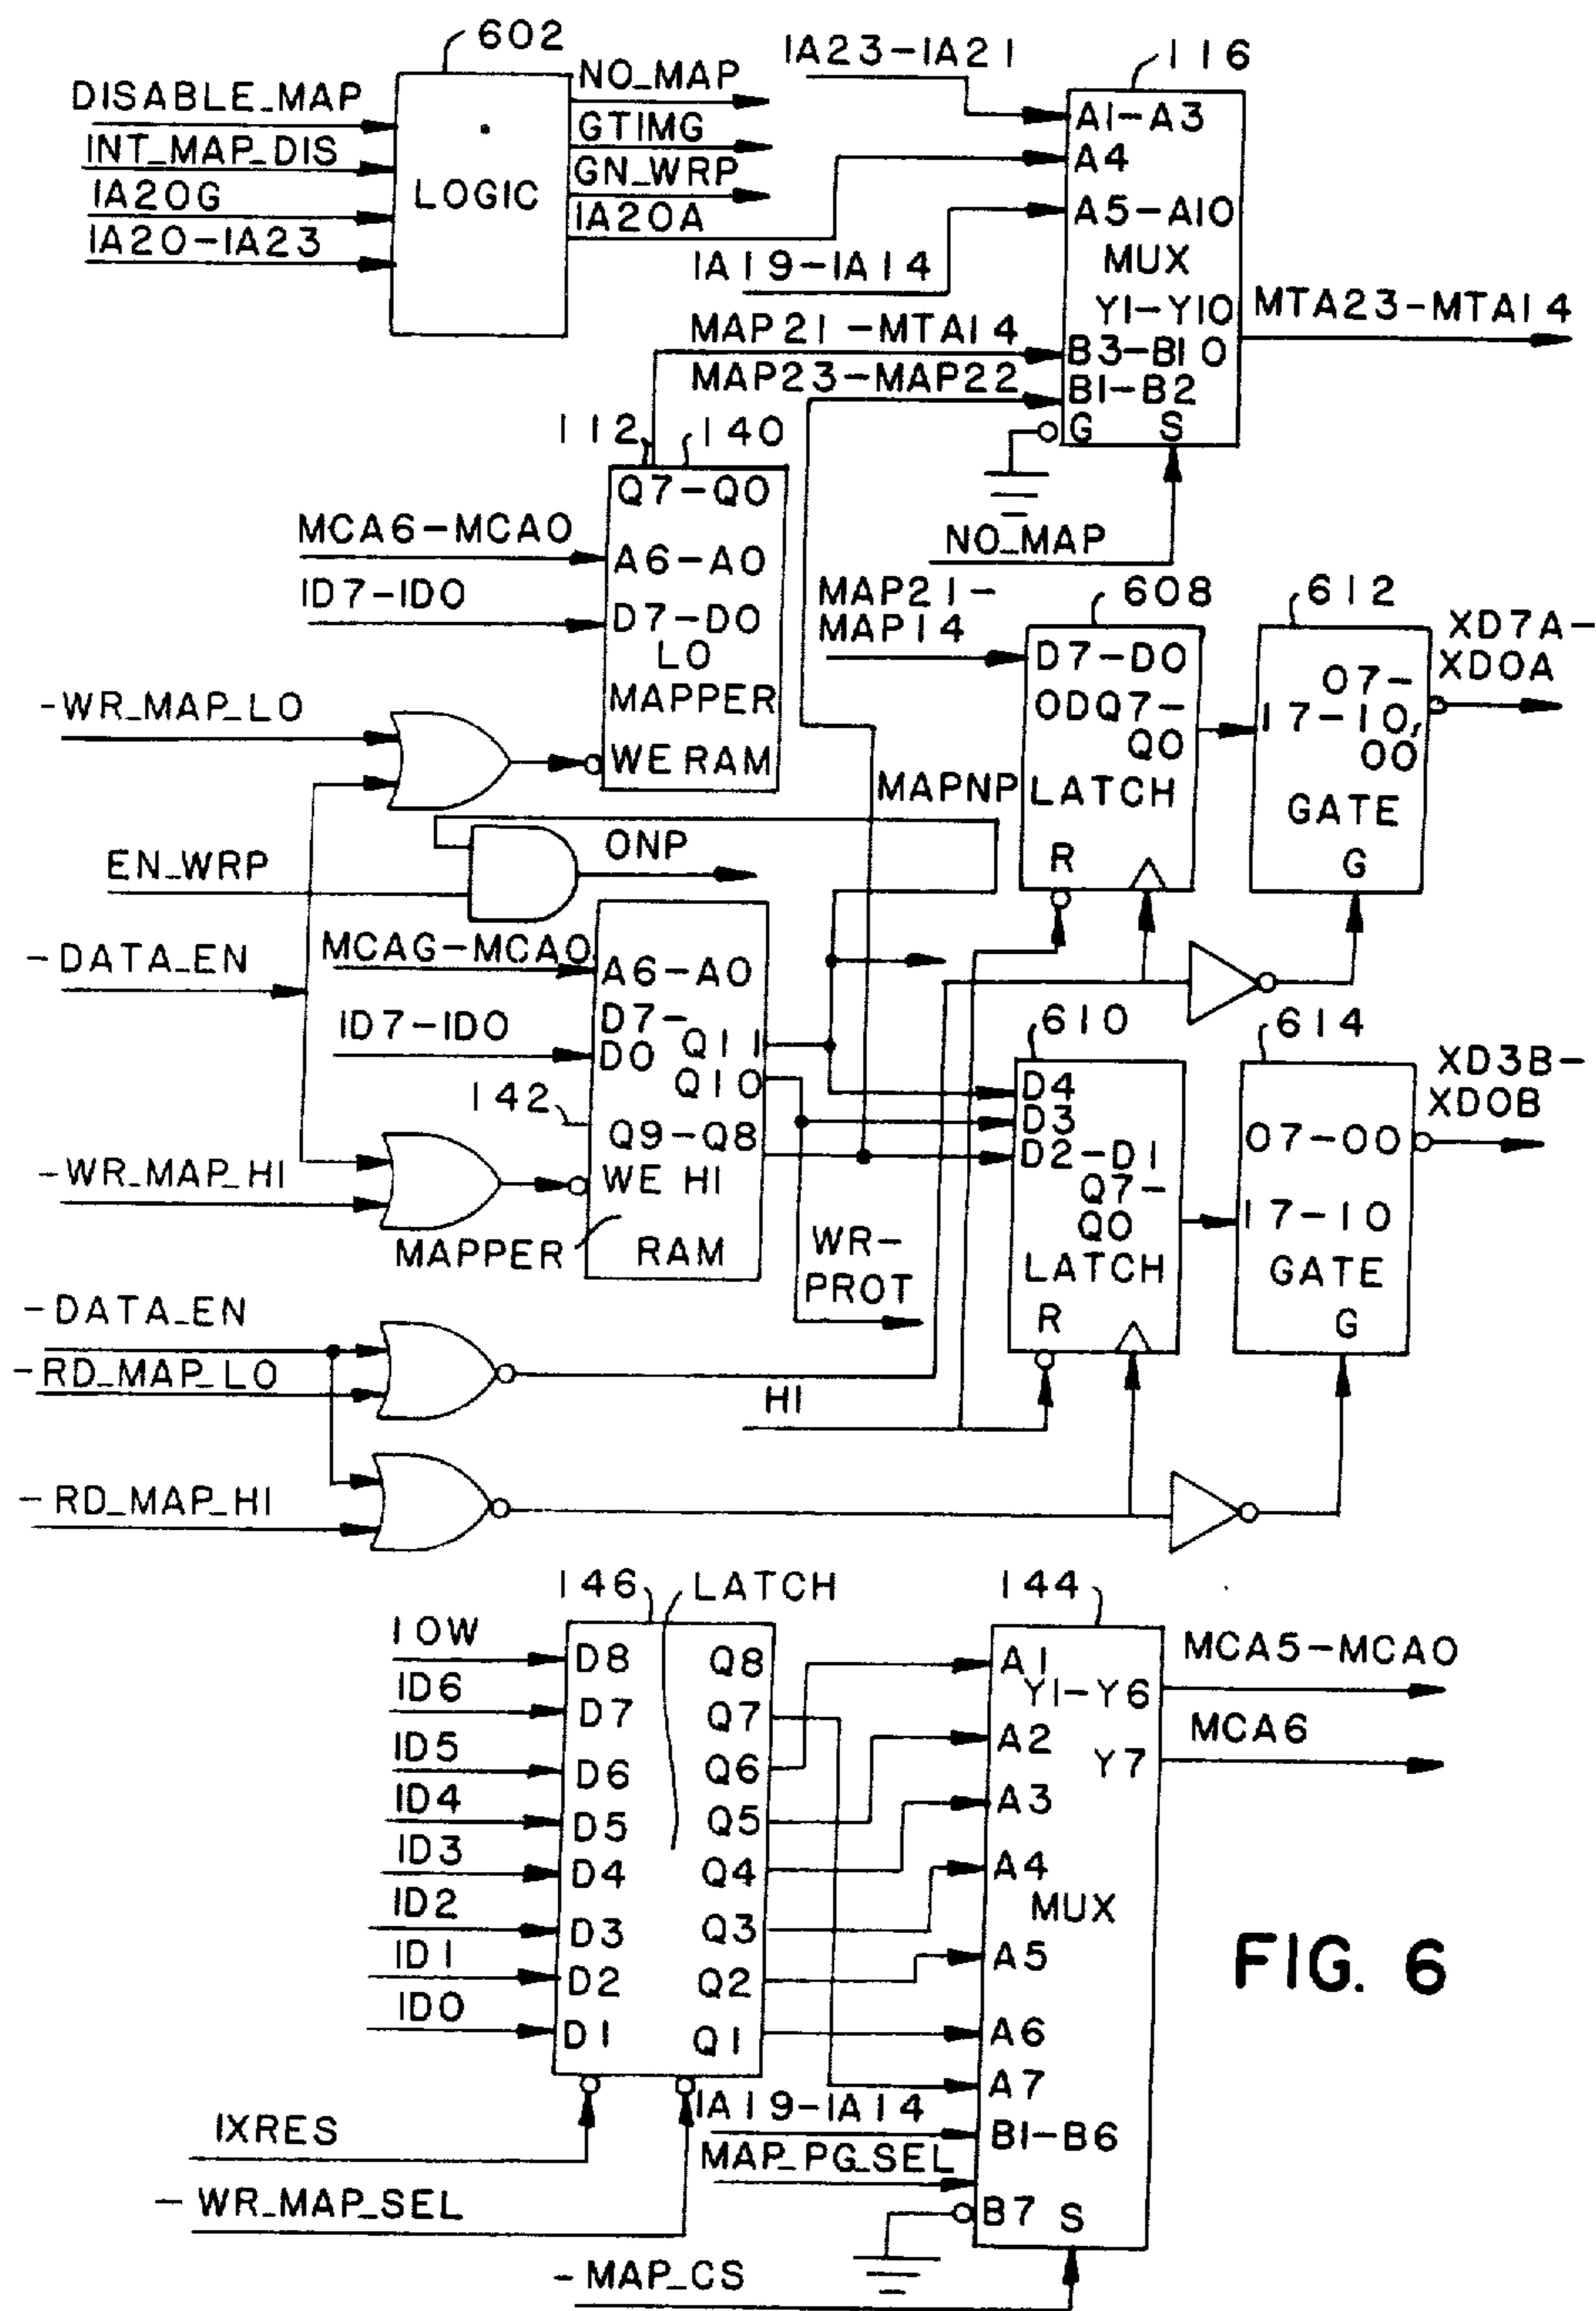 602
DISABLE_MAP
INT_MAP_DIS
IA20G
IA20-IA23
LOGIC
NO_MAP
GTIMG
GN_WRP
IA20A
IA23-IA21
116
A1-A3
A4
A5-A10
MUX
IA19-IA14
Y1-Y10
MTA23-MTA14
MAP21-MTA14
B3-B10
MAP23-MAP22
B1-B2
G S
NO_MAP
112 140
Q7-Q0
MCA6-MCA0
A6-A0
ID7-ID0
D7-D0
LO
MAPPER
WE RAM
-WR_MAP_LO
EN_WRP
ONP
-DATA_EN
MAP21-
MAP14
608
D7-D0
ODQ7-
Q0
MAPNP
LATCH
R
612
O7-
I7-I0,
O0
GATE
G
XD7A-
XD0A
MCAG-MCA0
A6-A0
ID7-ID0
D7-
D0
Q11
Q10
142
Q9-Q8
WE HI
MAPPER
RAM
-WR_MAP_HI
WR-
PROT
610
D4
D3
D2-D1
Q7-
Q0
LATCH
R
614
O7-O0
I7-I0
GATE
G
XD3B-
XD0B
-DATA_EN
-RD_MAP_LO
HI
-RD_MAP_HI
146
LATCH
IOW
D8
Q8
ID6
D7
Q7
ID5
D6
Q6
ID4
D5
Q5
ID3
D4
Q4
ID2
D3
Q3
ID1
D2
Q2
ID0
D1
Q1
IXRES
-WR_MAP_SEL
144
A1
Y1-Y6
MCA5-MCA0
A2
Y7
MCA6
A3
A4
MUX
A5
A6
A7
IA19-IA14
B1-B6
MAP_PG_SEL
B7 S
-MAP_CS
FIG. 6